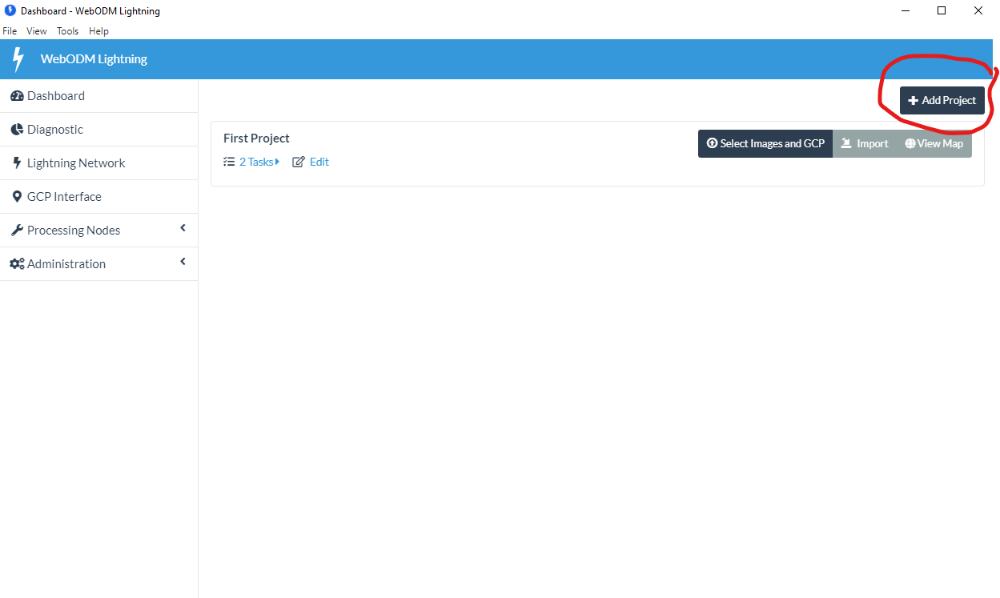 Dashboard - WebODM Lightning
File View Tools Help
WebODM Lightning
Dashboard
Diagnostic
Lightning Network
GCP Interface
Processing Nodes
Administration
Add Project
First Project
Select Images and GCP Import View Map
2 Tasks Edit